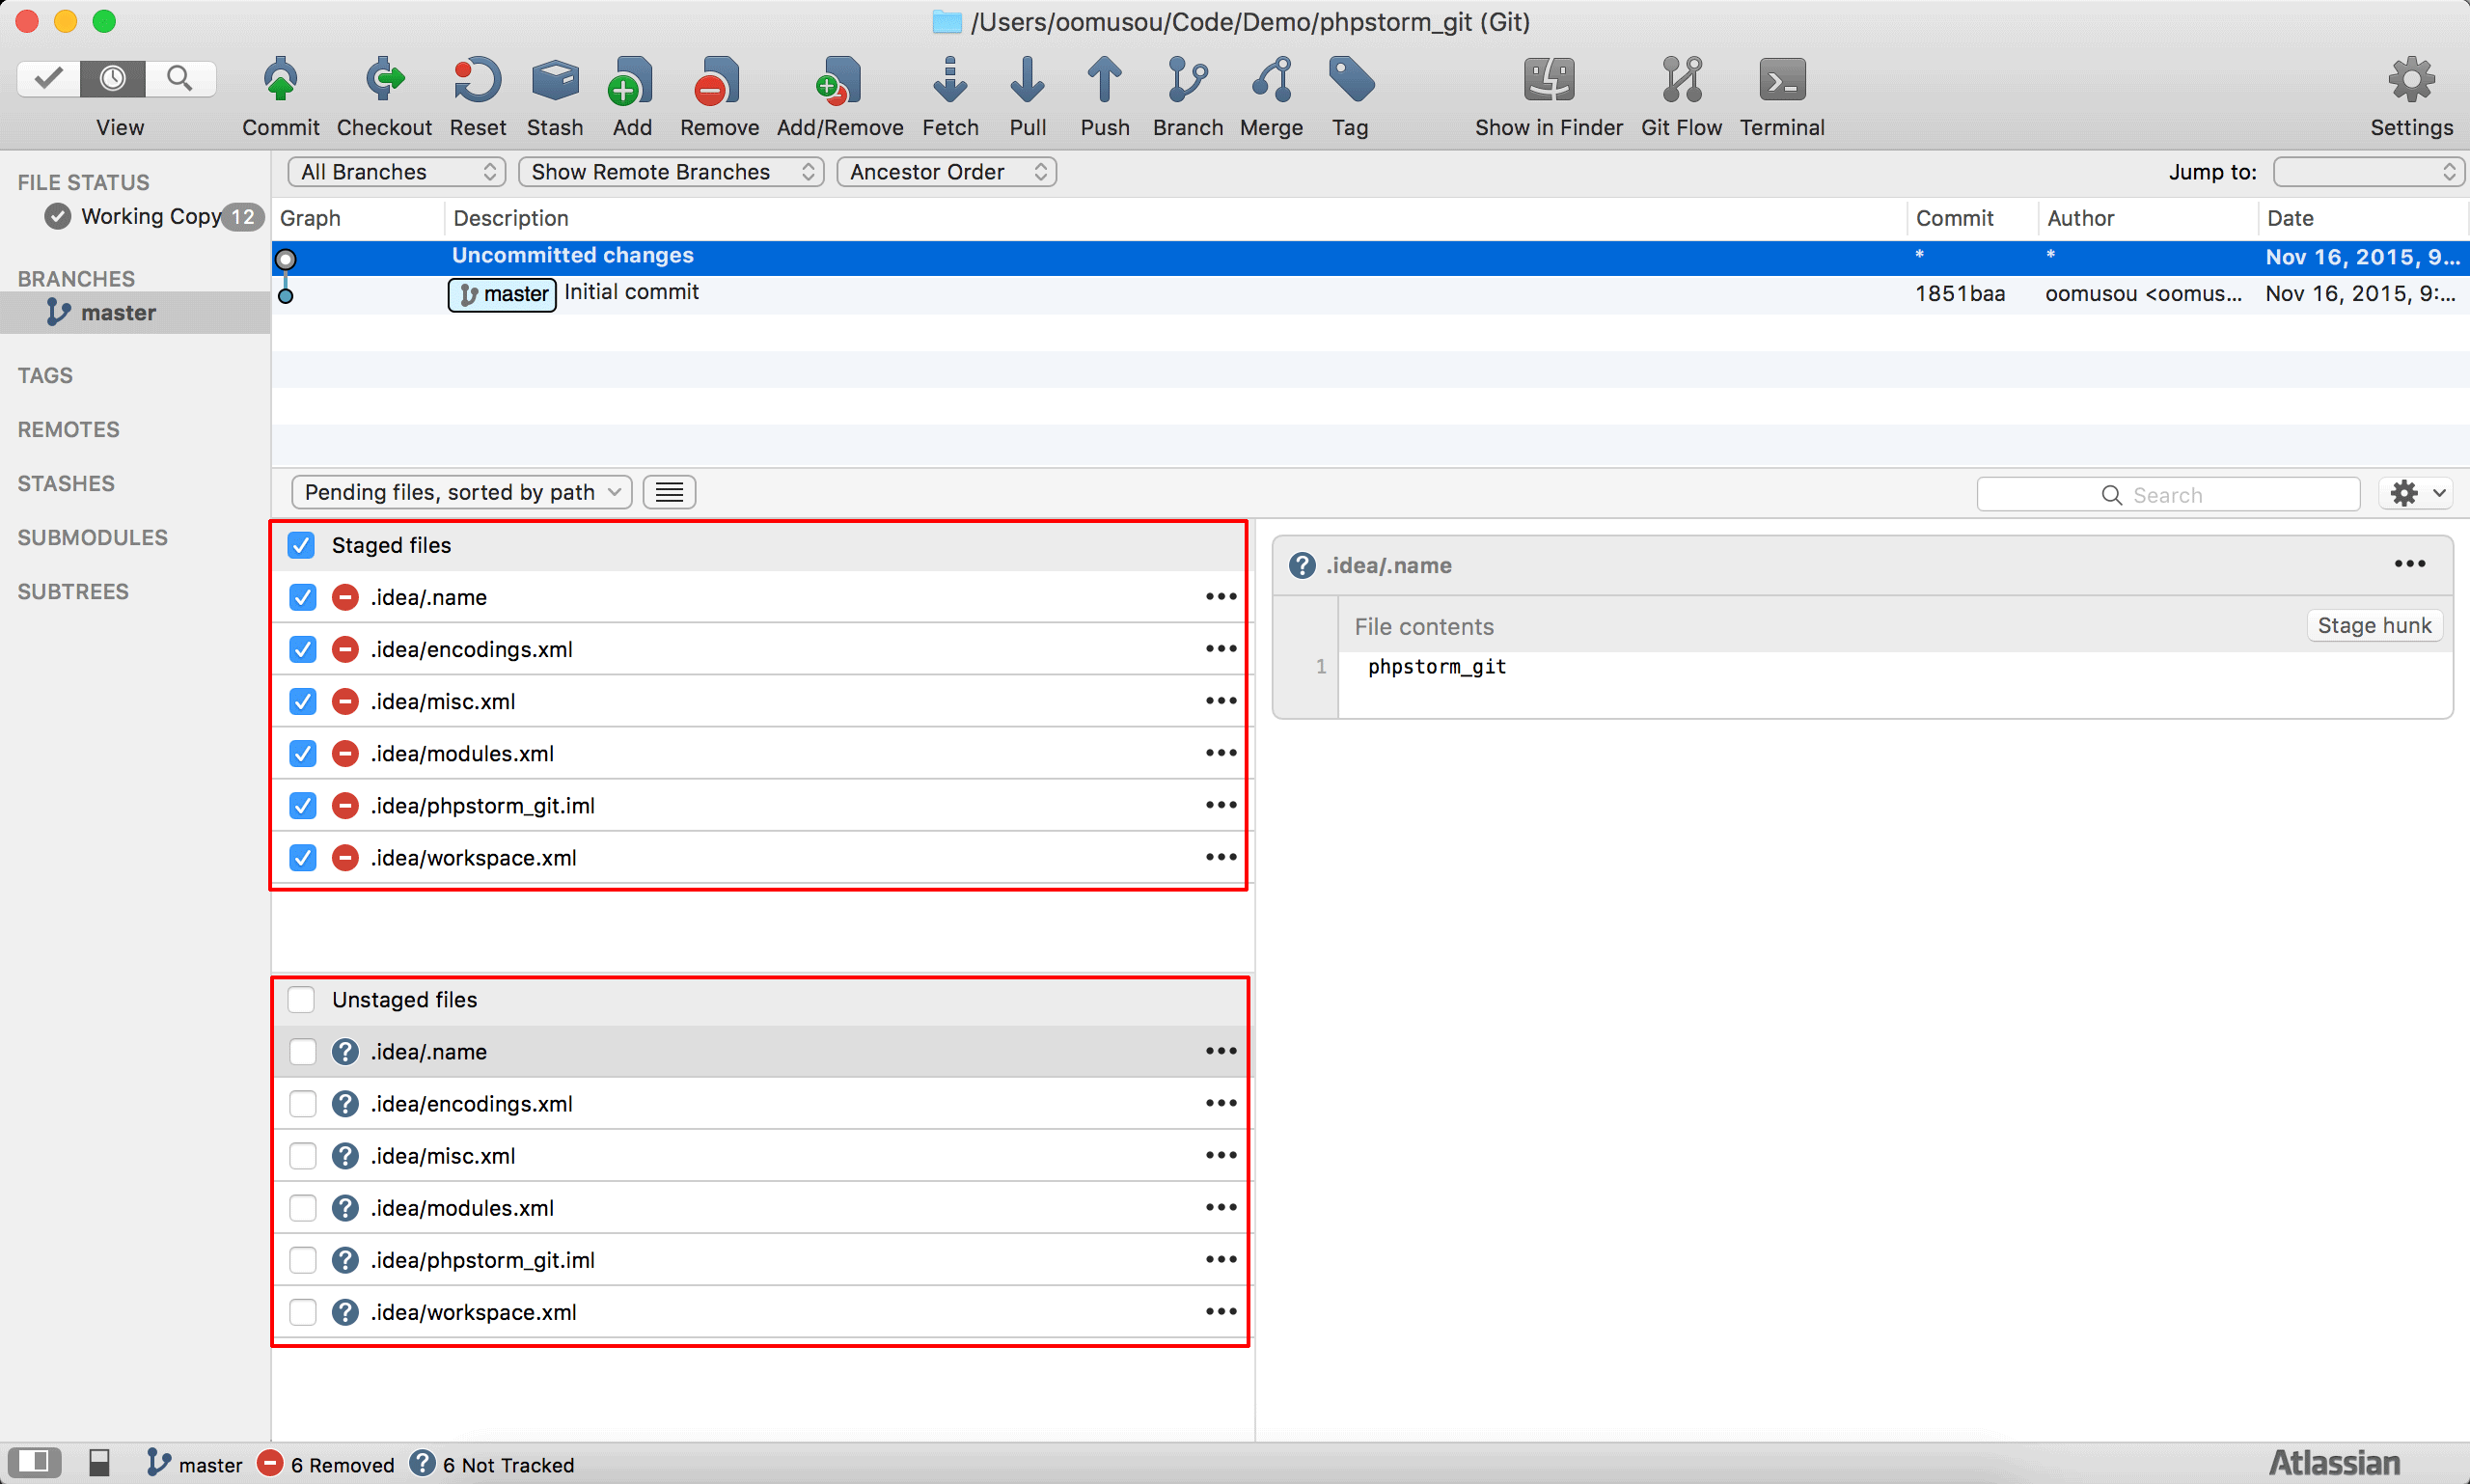 /Users/oomusou/Code/Demo/phpstorm_git (Git)
View Commit Checkout Reset Stash Add Remove Add/Remove Fetch Pull Push Branch Merge Tag Show in Finder Git Flow Terminal Settings
FILE STATUS
Working Copy 12
BRANCHES
master
TAGS
REMOTES
STASHES
SUBMODULES
SUBTREES
All Branches Show Remote Branches Ancestor Order Jump to:
Graph Description Commit Author Date
Uncommitted changes * * Nov 16, 2015, 9...
master Initial commit 1851baa oomusou <oomus... Nov 16, 2015, 9:...
Pending files, sorted by path Search
Staged files
.idea/.name
.idea/encodings.xml
.idea/misc.xml
.idea/modules.xml
.idea/phpstorm_git.iml
.idea/workspace.xml
Unstaged files
.idea/.name
.idea/encodings.xml
.idea/misc.xml
.idea/modules.xml
.idea/phpstorm_git.iml
.idea/workspace.xml
.idea/.name
File contents Stage hunk
1 phpstorm_git
master 6 Removed 6 Not Tracked Atlassian